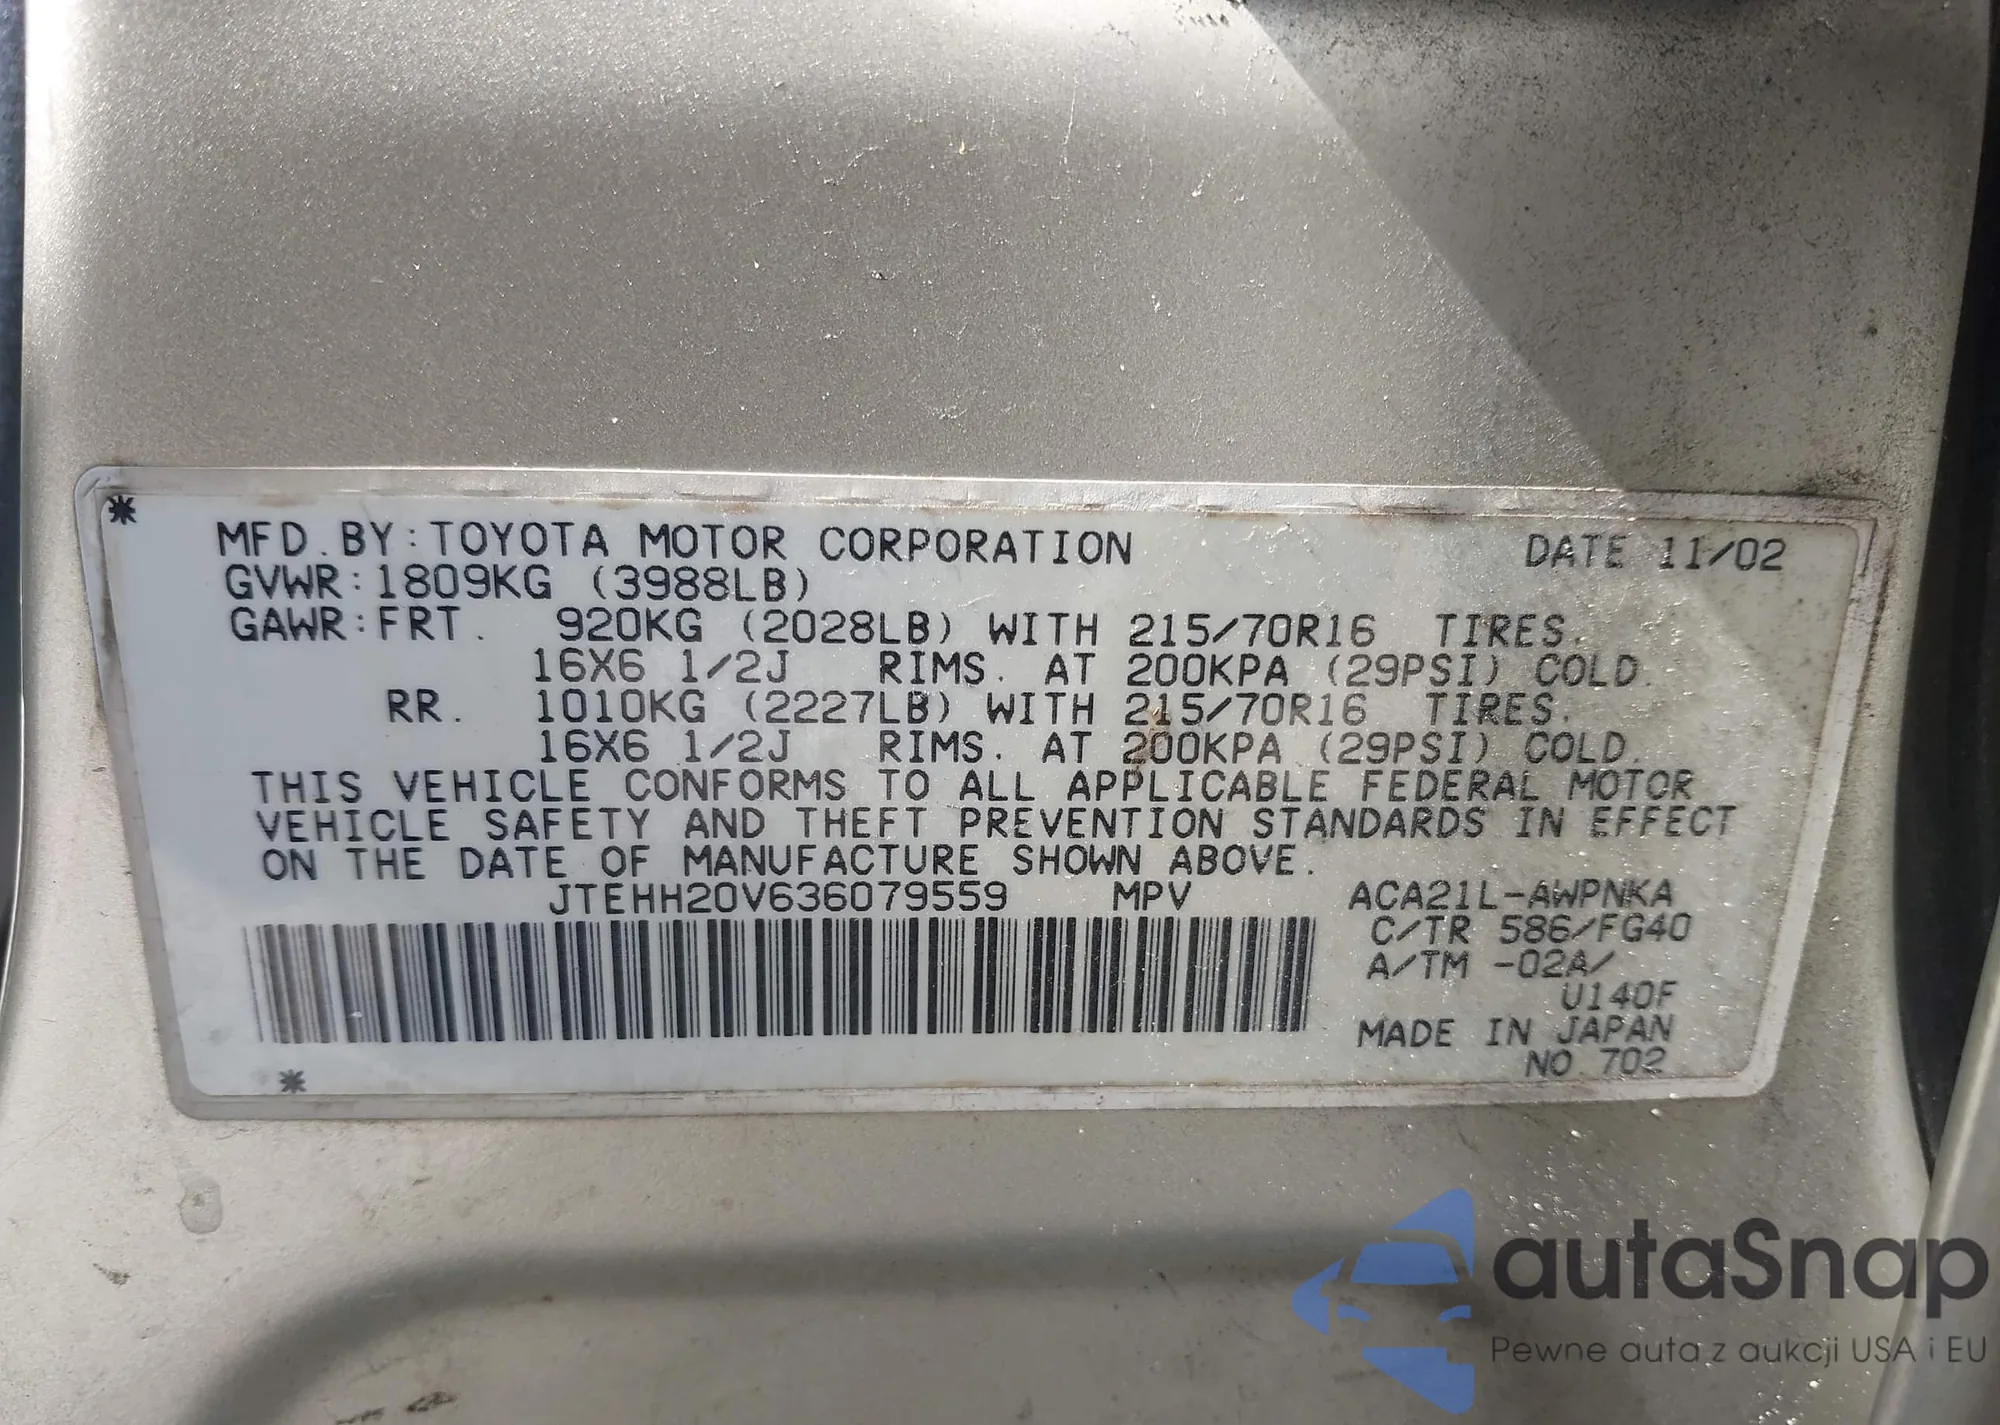 MFD.BY:TOYOTA MOTOR CORPORATION DATE 11/02
GVWR:1809KG (3988LB)
GAWR:FRT. 920KG (2028LB) WITH 215/70R16 TIRES.
16X6 1/2J RIMS. AT 200KPA (29PSI) COLD.
RR. 1010KG (2227LB) WITH 215/70R16 TIRES.
16X6 1/2J RIMS. AT 200KPA (29PSI) COLD.
THIS VEHICLE CONFORMS TO ALL APPLICABLE FEDERAL MOTOR
VEHICLE SAFETY AND THEFT PREVENTION STANDARDS IN EFFECT
ON THE DATE OF MANUFACTURE SHOWN ABOVE.
JTEHH20V636079559 MPV ACA21L-AWPNKA
C/TR 586/FG40
A/TM -02A/
U140F
MADE IN JAPAN
NO.702
autaSnap
Pewne auta z aukcji USA i EU